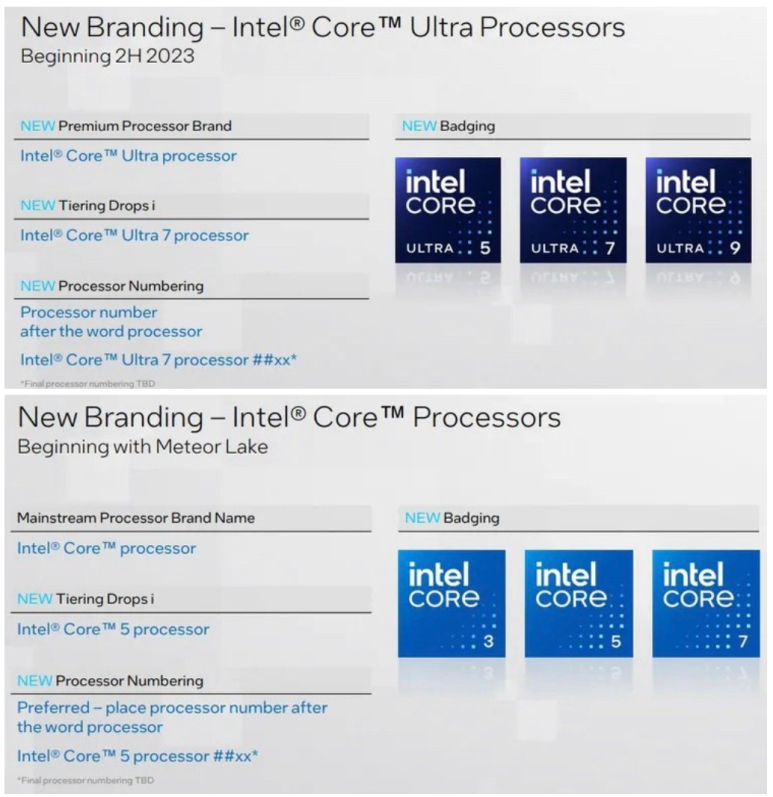 New Branding – Intel® Core™ Ultra Processors
Beginning 2H 2023
NEW Premium Processor Brand
Intel® Core™ Ultra processor
NEW Tiering Drops i
Intel® Core™ Ultra 7 processor
NEW Processor Numbering
Processor number
after the word processor
Intel® Core™ Ultra 7 processor ##xx*
*Final processor numbering TBD
NEW Badging
intel
CORE
ULTRA 5
intel
CORE
ULTRA 7
intel
CORE
ULTRA 9
New Branding – Intel® Core™ Processors
Beginning with Meteor Lake
Mainstream Processor Brand Name
Intel® Core™ processor
NEW Tiering Drops i
Intel® Core™ 5 processor
NEW Processor Numbering
Preferred – place processor number after
the word processor
Intel® Core™ 5 processor ##xx*
*Final processor numbering TBD
NEW Badging
intel
CORE
3
intel
CORE
5
intel
CORE
7